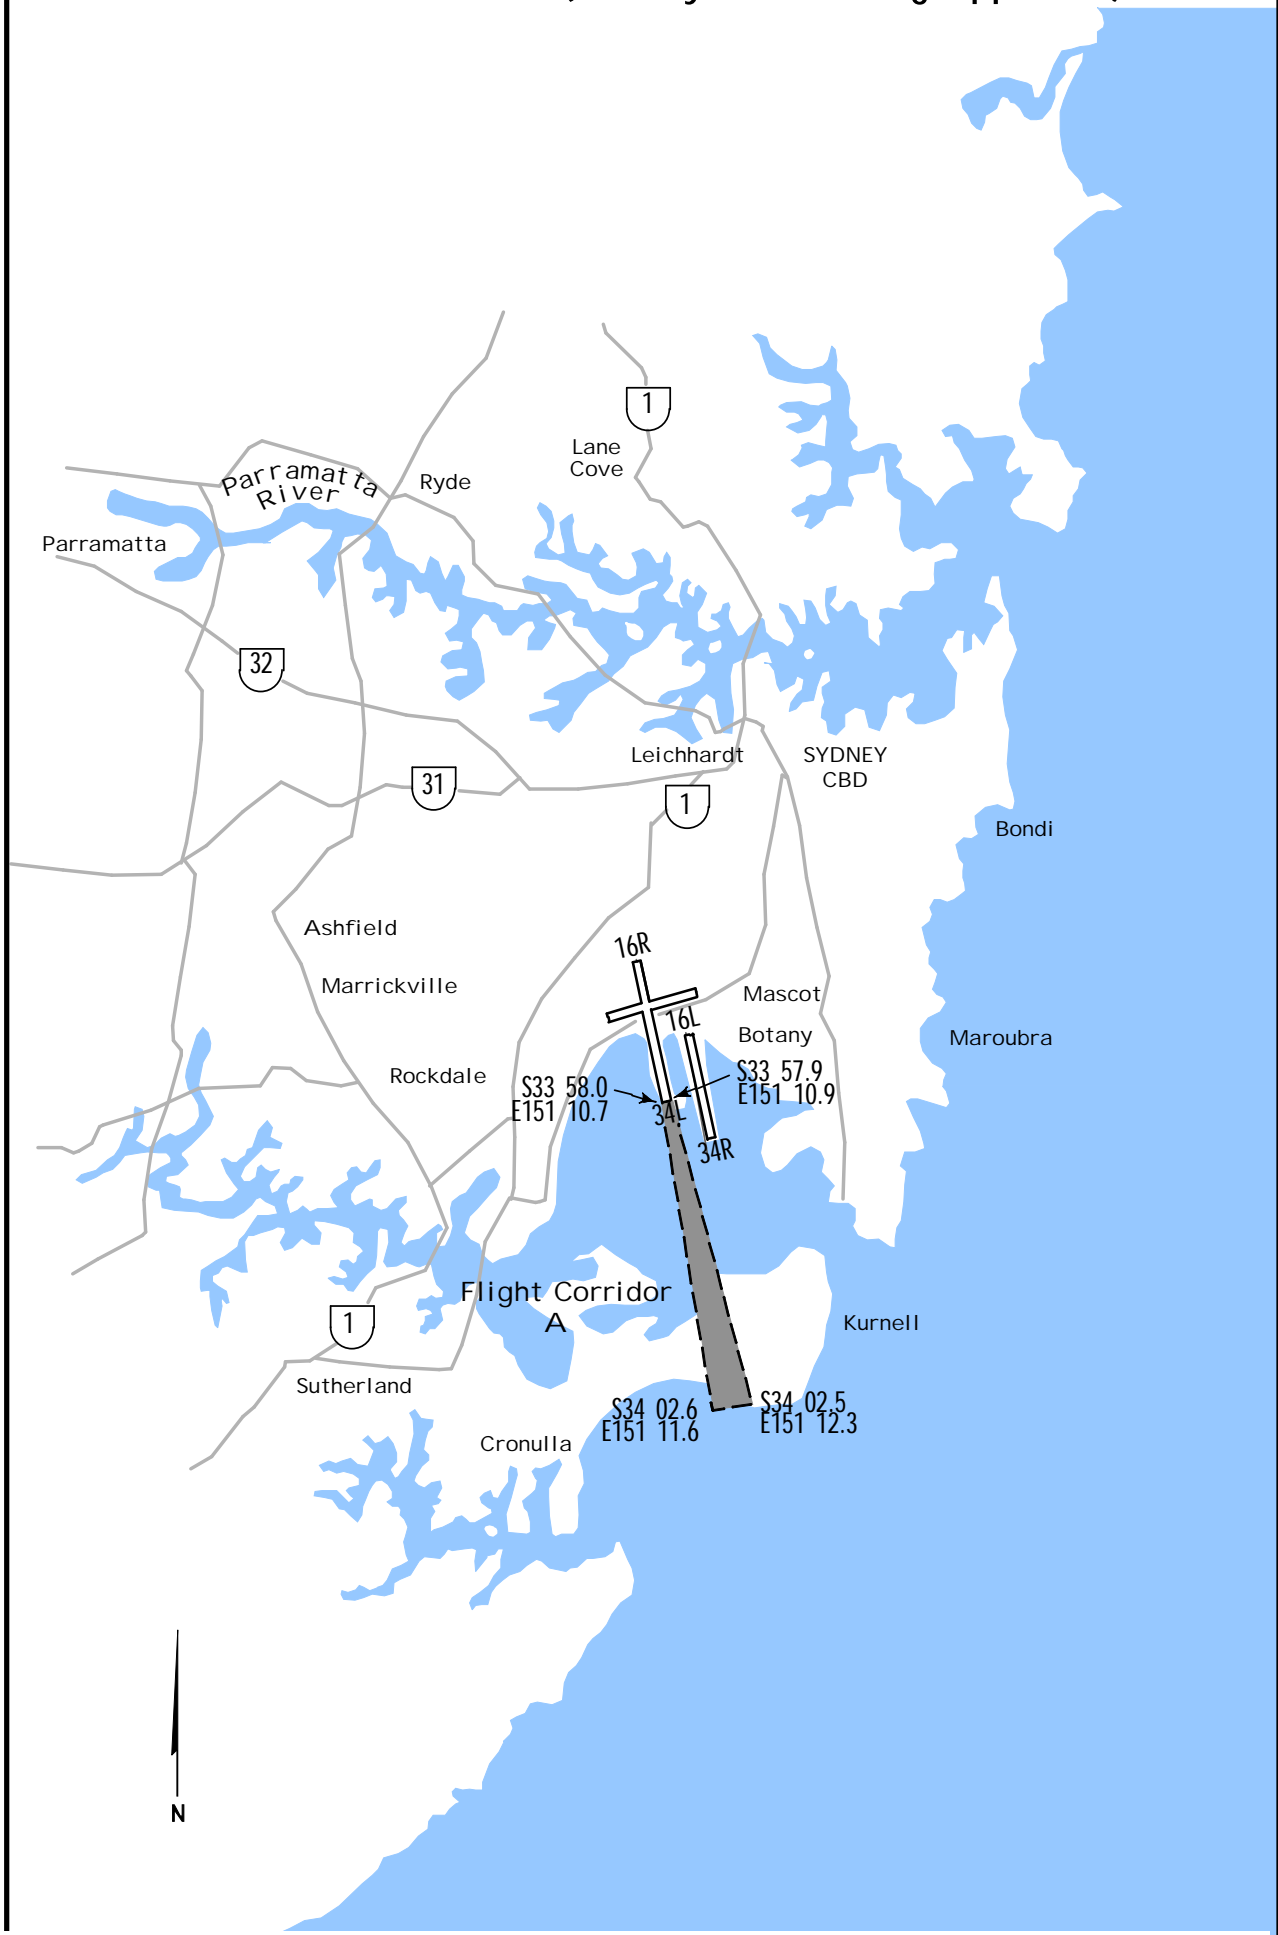 1
Lane
Cove
Parramatta
River
Ryde
Parramatta
32
Leichhardt
SYDNEY
CBD
31
1
Bondi
Ashfield
16R
Marrickville
Mascot
16L
Botany
Maroubra
Rockdale
S33 58.0
E151 10.7
S33 57.9
E151 10.9
34L
34R
Flight Corridor
A
1
Kurnell
Sutherland
S34 02.6
E151 11.6
S34 02.5
E151 12.3
Cronulla
N